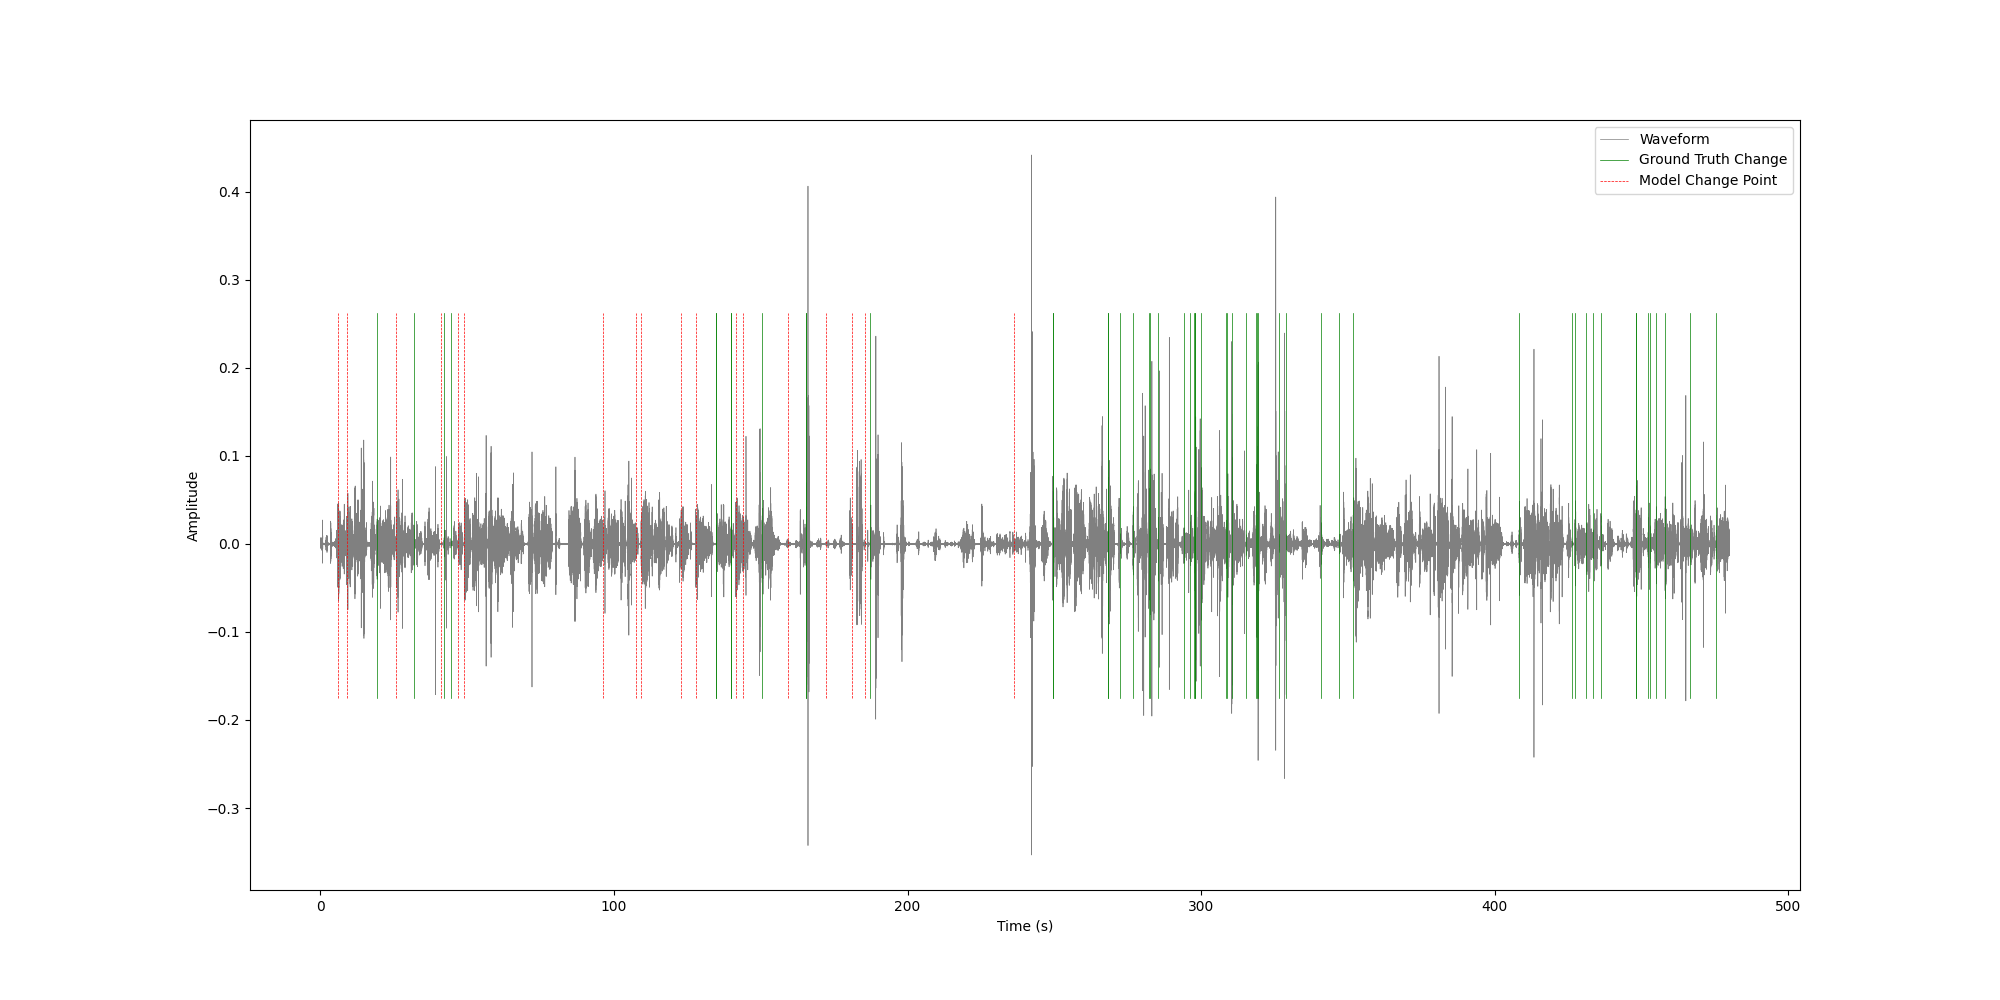 Waveform
Ground Truth Change
Model Change Point
0.4
0.3
0.2
0.1
0.0
−0.1
−0.2
−0.3
Amplitude
0 100 200 300 400 500
Time (s)